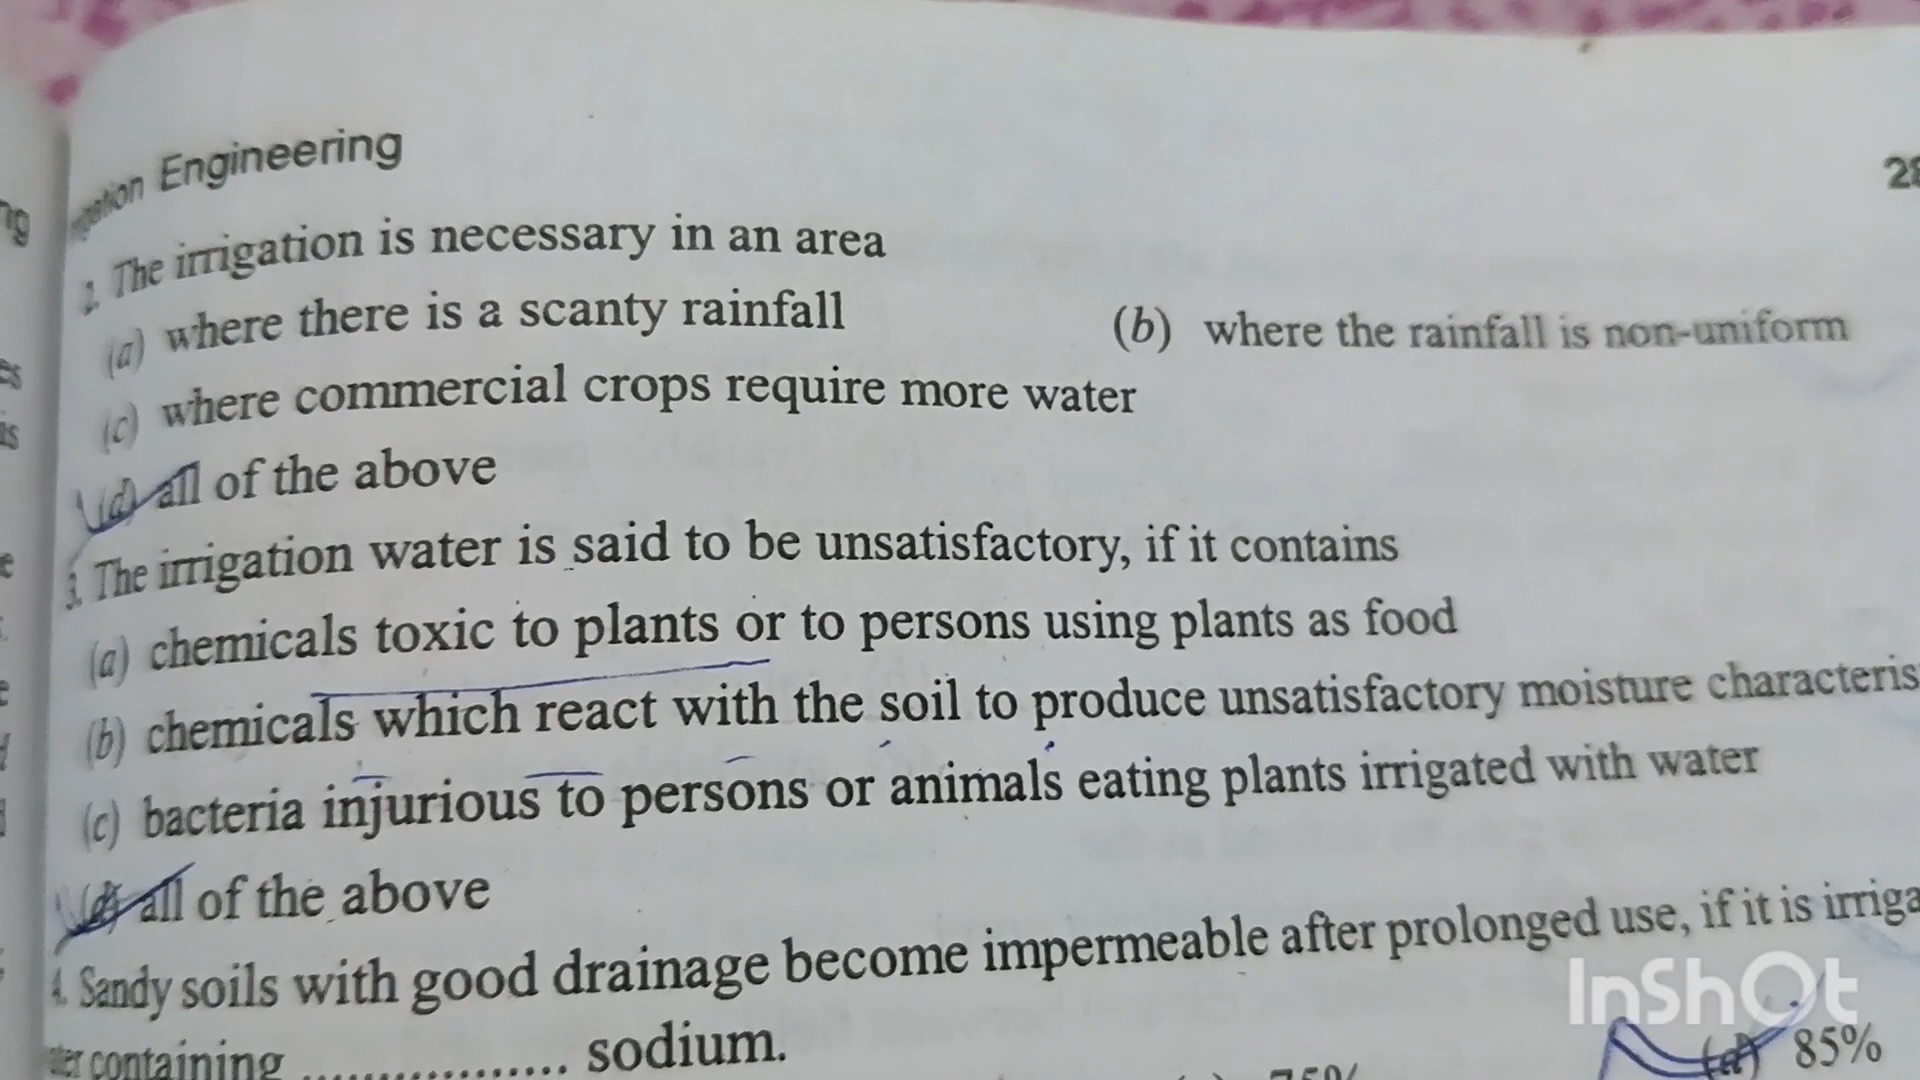 Engineering
28
2. The irrigation is necessary in an area
(a) where there is a scanty rainfall (b) where the rainfall is non-uniform
(c) where commercial crops require more water
(d) all of the above
3. The irrigation water is said to be unsatisfactory, if it contains
(a) chemicals toxic to plants or to persons using plants as food
(b) chemicals which react with the soil to produce unsatisfactory moisture characteris
(c) bacteria injurious to persons or animals eating plants irrigated with water
(d) all of the above
4. Sandy soils with good drainage become impermeable after prolonged use, if it is irriga
containing ................. sodium.
(d) 85%
InShOt